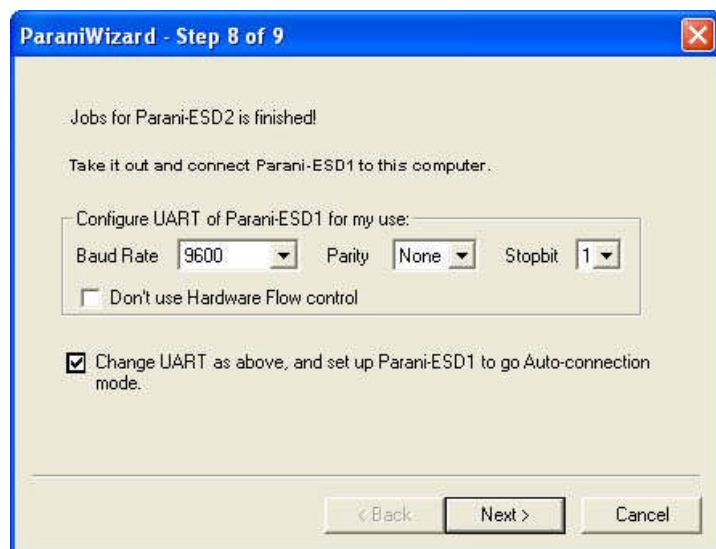 ParaniWizard - Step 8 of 9
Jobs for Parani-ESD2 is finished!
Take it out and connect Parani-ESD1 to this computer.
Configure UART of Parani-ESD1 for my use:
Baud Rate 9600 Parity None Stopbit 1
Don't use Hardware Flow control
Change UART as above, and set up Parani-ESD1 to go Auto-connection
mode.
< Back Next > Cancel